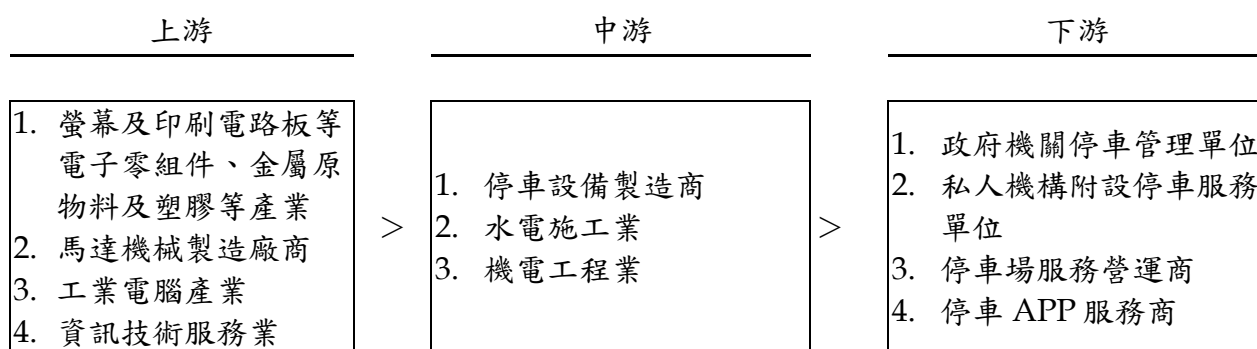 上游
中游
下游
1. 螢幕及印刷電路板等
電子零組件、金屬原
物料及塑膠等產業
2. 馬達機械製造廠商
3. 工業電腦產業
4. 資訊技術服務業
>
1. 停車設備製造商
2. 水電施工業
3. 機電工程業
>
1. 政府機關停車管理單位
2. 私人機構附設停車服務
單位
3. 停車場服務營運商
4. 停車 APP 服務商